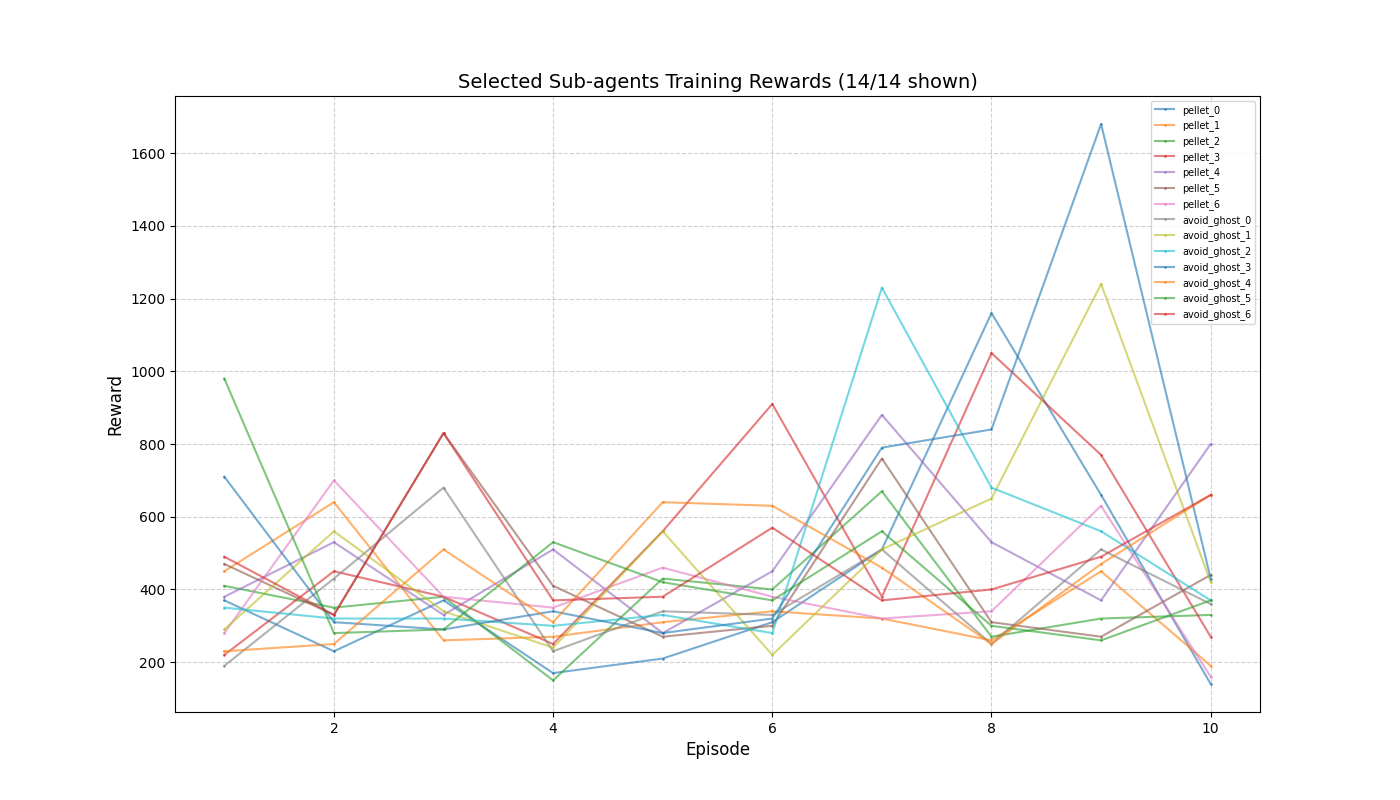 Selected Sub-agents Training Rewards (14/14 shown)
pellet_0
pellet_1
pellet_2
pellet_3
pellet_4
pellet_5
pellet_6
avoid_ghost_0
avoid_ghost_1
avoid_ghost_2
avoid_ghost_3
avoid_ghost_4
avoid_ghost_5
avoid_ghost_6
1600
1400
1200
1000
800
600
400
200
Reward
2 4 6 8 10
Episode